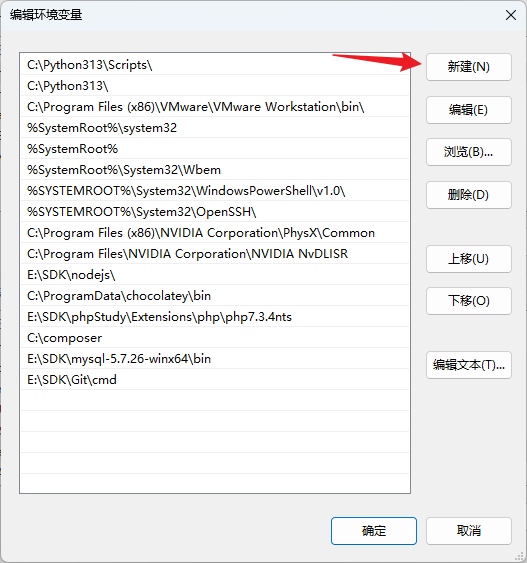 编辑环境变量
C:\Python313\Scripts\
C:\Python313\
C:\Program Files (x86)\VMware\VMware Workstation\bin\
%SystemRoot%\system32
%SystemRoot%
%SystemRoot%\System32\Wbem
%SYSTEMROOT%\System32\WindowsPowerShell\v1.0\
%SYSTEMROOT%\System32\OpenSSH\
C:\Program Files (x86)\NVIDIA Corporation\PhysX\Common
C:\Program Files\NVIDIA Corporation\NVIDIA NvDLISR
E:\SDK\nodejs\
C:\ProgramData\chocolatey\bin
E:\SDK\phpStudy\Extensions\php\php7.3.4nts
C:\composer
E:\SDK\mysql-5.7.26-winx64\bin
E:\SDK\Git\cmd
新建(N)
编辑(E)
浏览(B)...
删除(D)
上移(U)
下移(O)
编辑文本(T)...
确定
取消